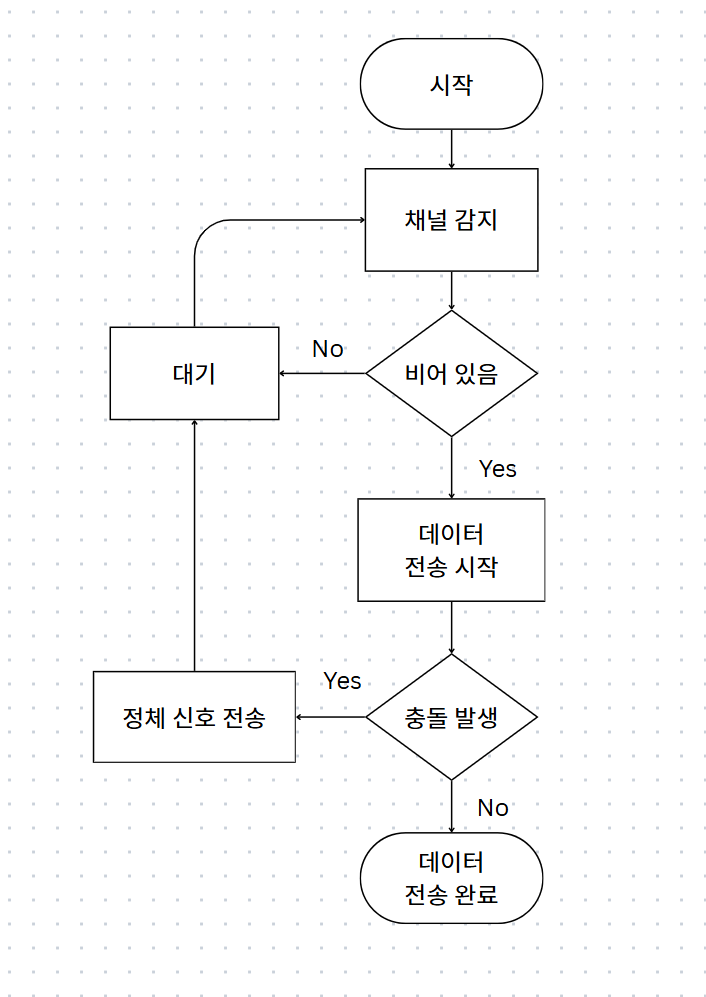 시작
채널 감지
대기
No
비어 있음
Yes
데이터
전송 시작
정체 신호 전송
Yes
충돌 발생
No
데이터
전송 완료